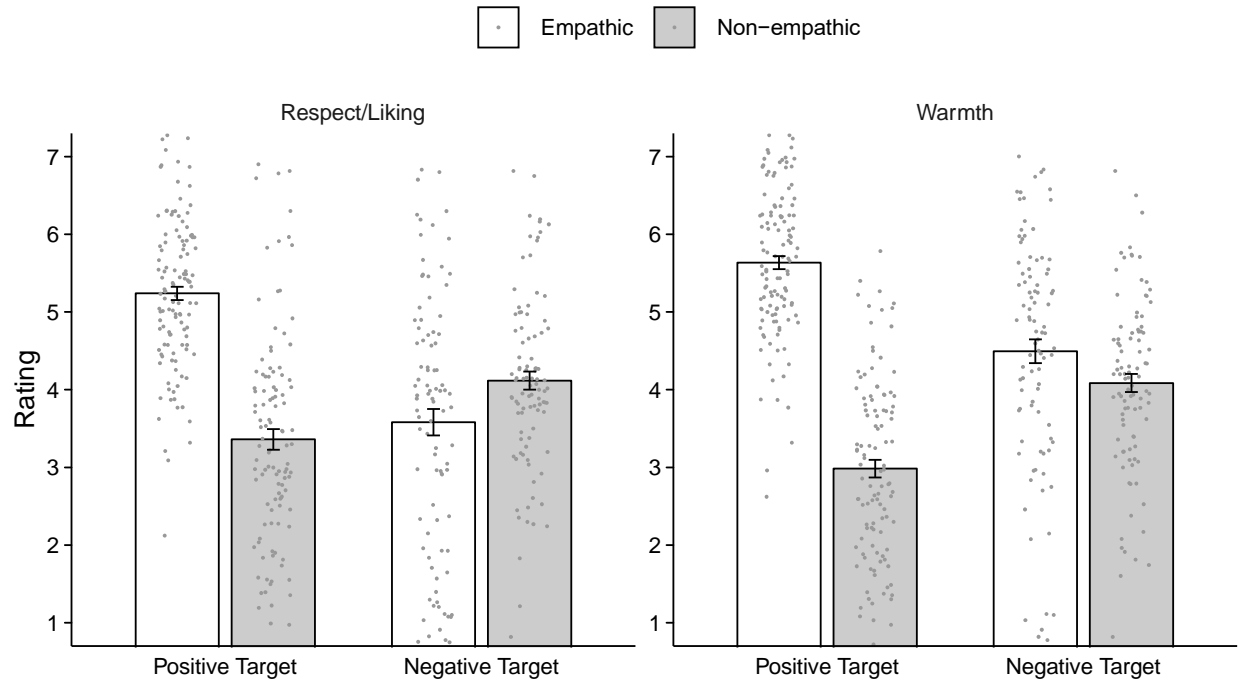 Empathic Non−empathic
Respect/Liking Warmth
Rating
7 7
6 6
5 5
4 4
3 3
2 2
1 1
Positive Target Negative Target Positive Target Negative Target